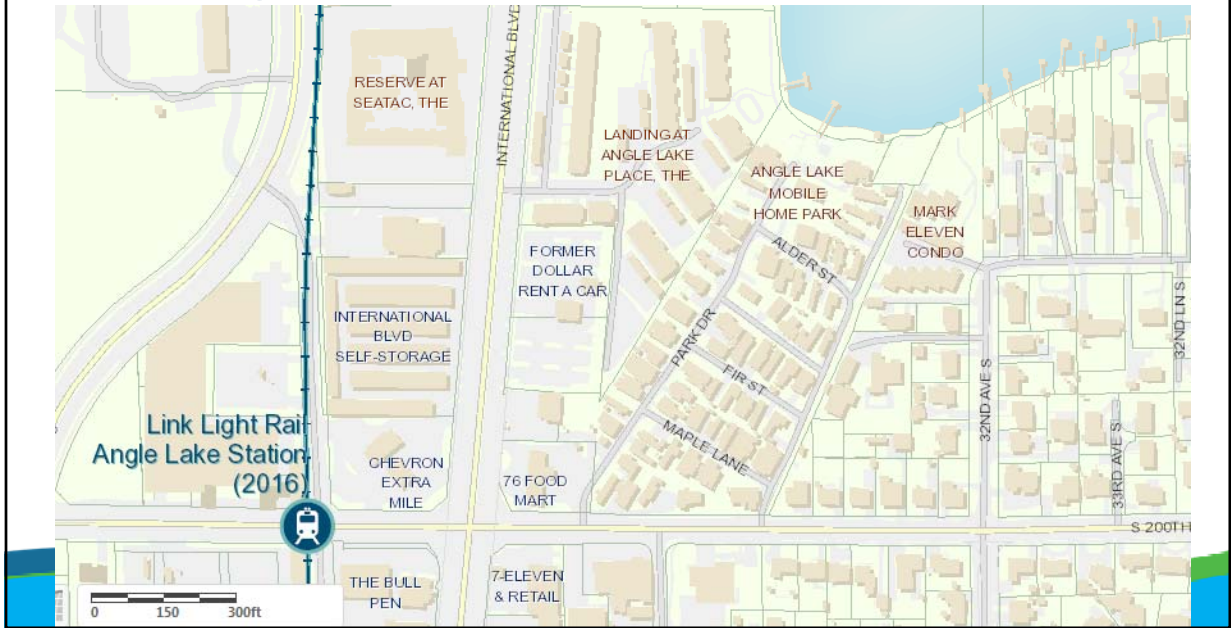 INTERNATIONAL BLVD
RESERVE AT
SEATAC, THE
LANDING AT
ANGLE LAKE
PLACE, THE
ANGLE LAKE
MOBILE
HOME PARK
MARK
ELEVEN
CONDO
ALDER ST
FORMER
DOLLAR
RENT A CAR
INTERNATIONAL
BLVD
SELF-STORAGE
PARK DR
FIR ST
MAPLE LANE
32ND AVE S
32ND LN S
33RD AVE S
Link Light Rail
Angle Lake Station
(2016)
CHEVRON
EXTRA
MILE
76 FOOD
MART
S 200TH
THE BULL
PEN
7-ELEVEN
& RETAIL
0 150 300ft